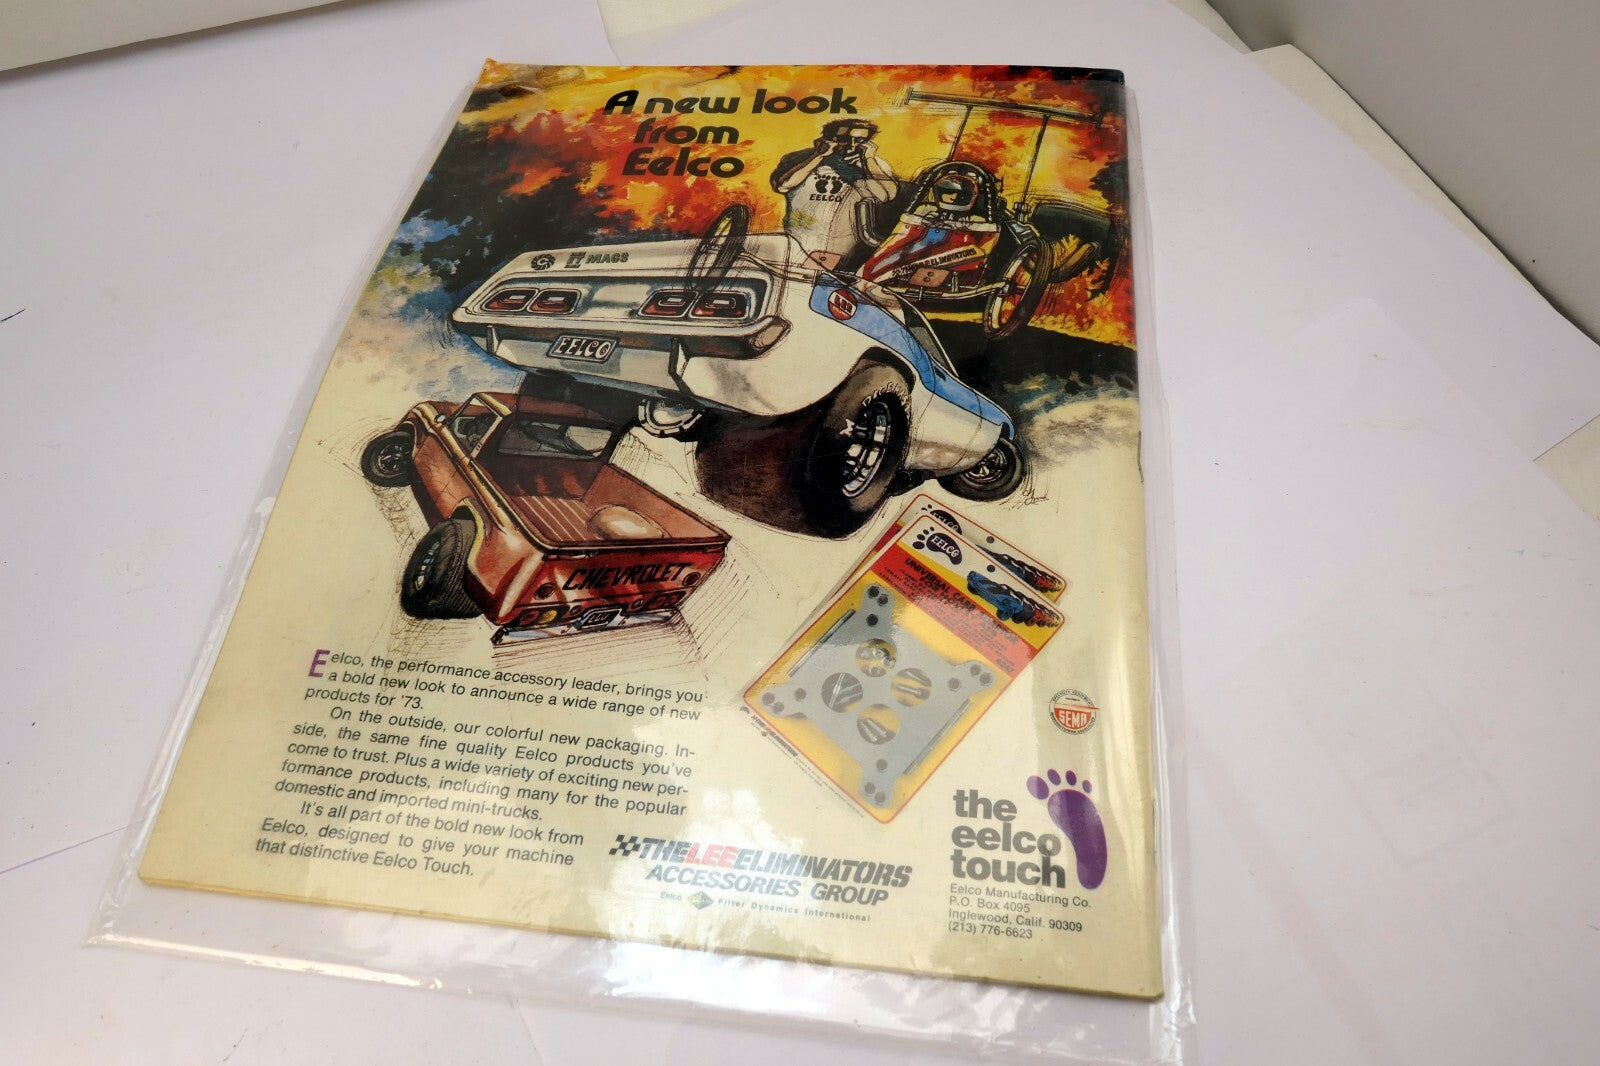 A new look
from
Eelco
EELCO
ELIMINATORS
MAGS
EELCO
CHEVROLET
EELCO
EELCO
UNIVERSAL CARB
SEMA
Eelco, the performance accessory leader, brings you
a bold new look to announce a wide range of new
products for '73.
On the outside, our colorful new packaging. In-
side, the same fine quality Eelco products you've
come to trust. Plus a wide variety of exciting new per-
formance products, including many for the popular
domestic and imported mini-trucks.
It's all part of the bold new look from
Eelco, designed to give your machine
that distinctive Eelco Touch.
THE LEE ELIMINATORS
ACCESSORIES GROUP
Eelco Filter Dynamics International
the
eelco
touch
Eelco Manufacturing Co.
P.O. Box 4095
Inglewood, Calif. 90309
(213) 776-6623